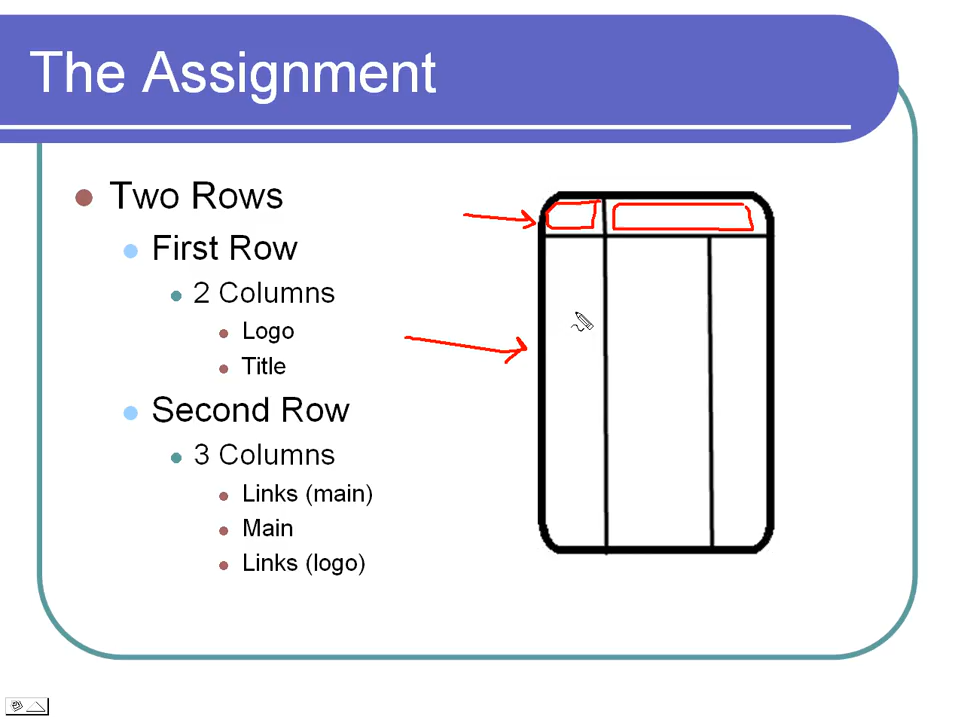 The Assignment
Two Rows
First Row
2 Columns
Logo
Title
Second Row
3 Columns
Links (main)
Main
Links (logo)